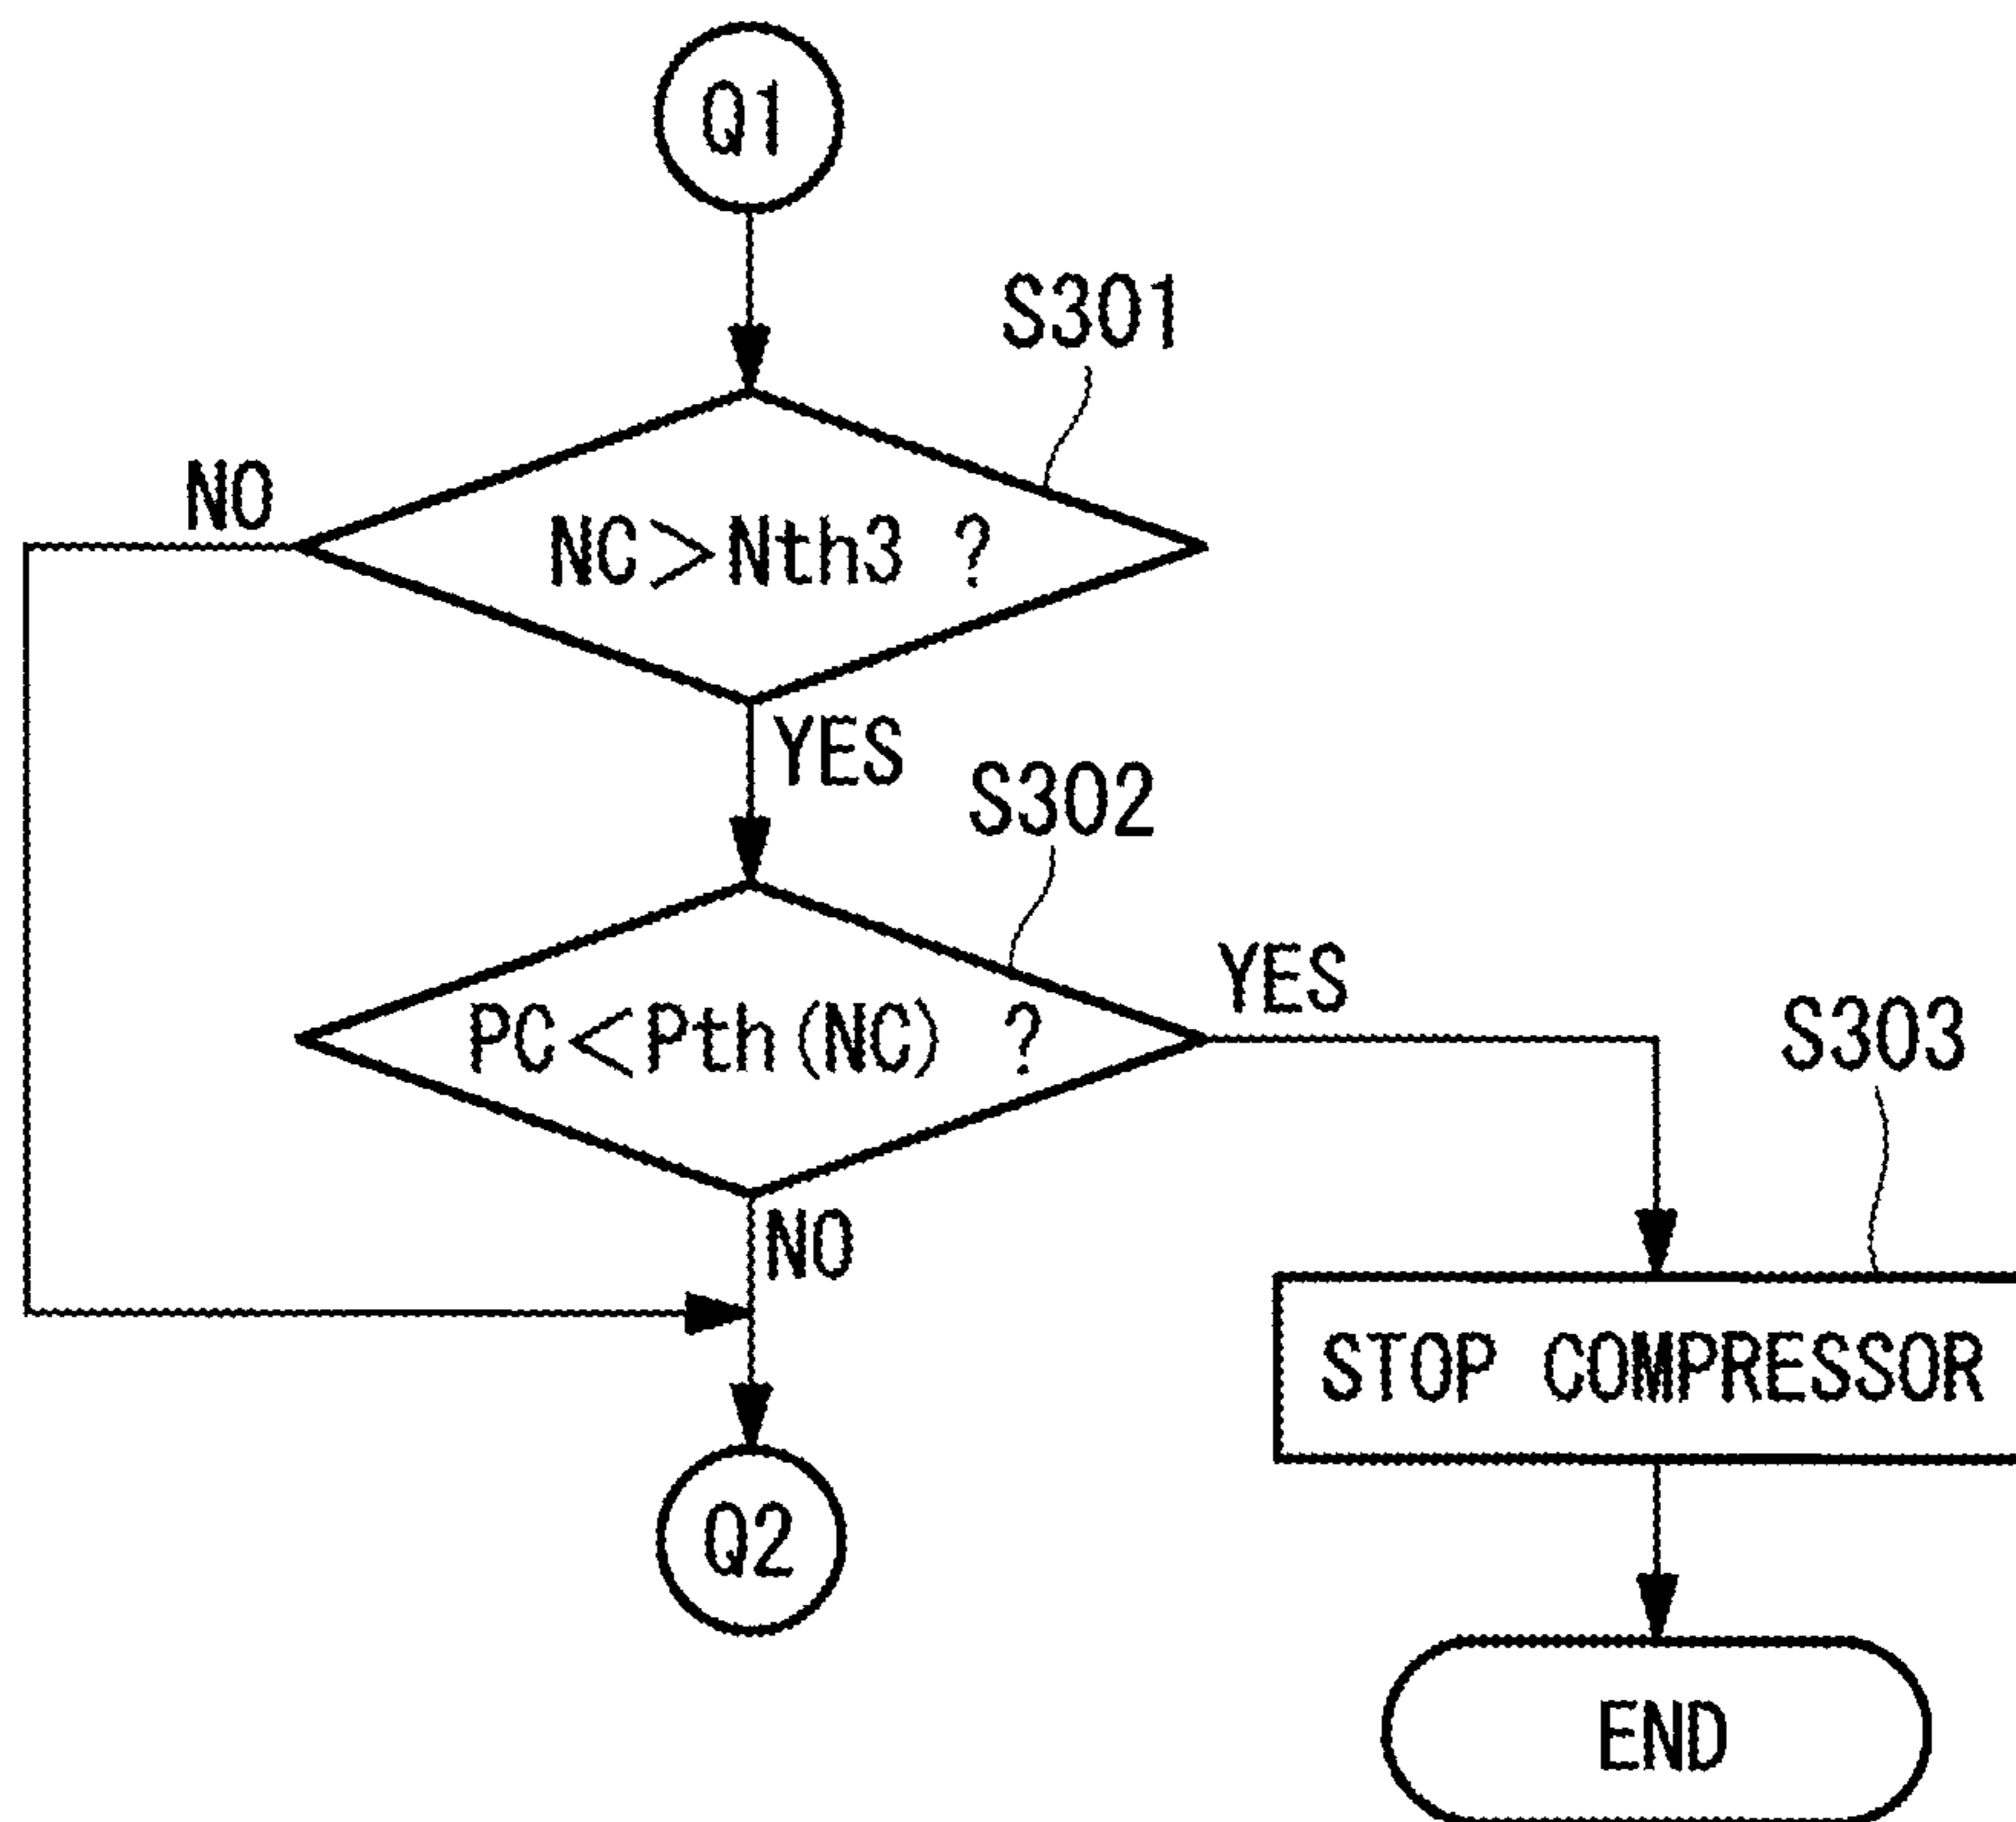 Q1
S301
NO
NC>Nth3 ?
YES
S302
YES
PC<Pth(NC) ?
S303
NO
STOP COMPRESSOR
Q2
END